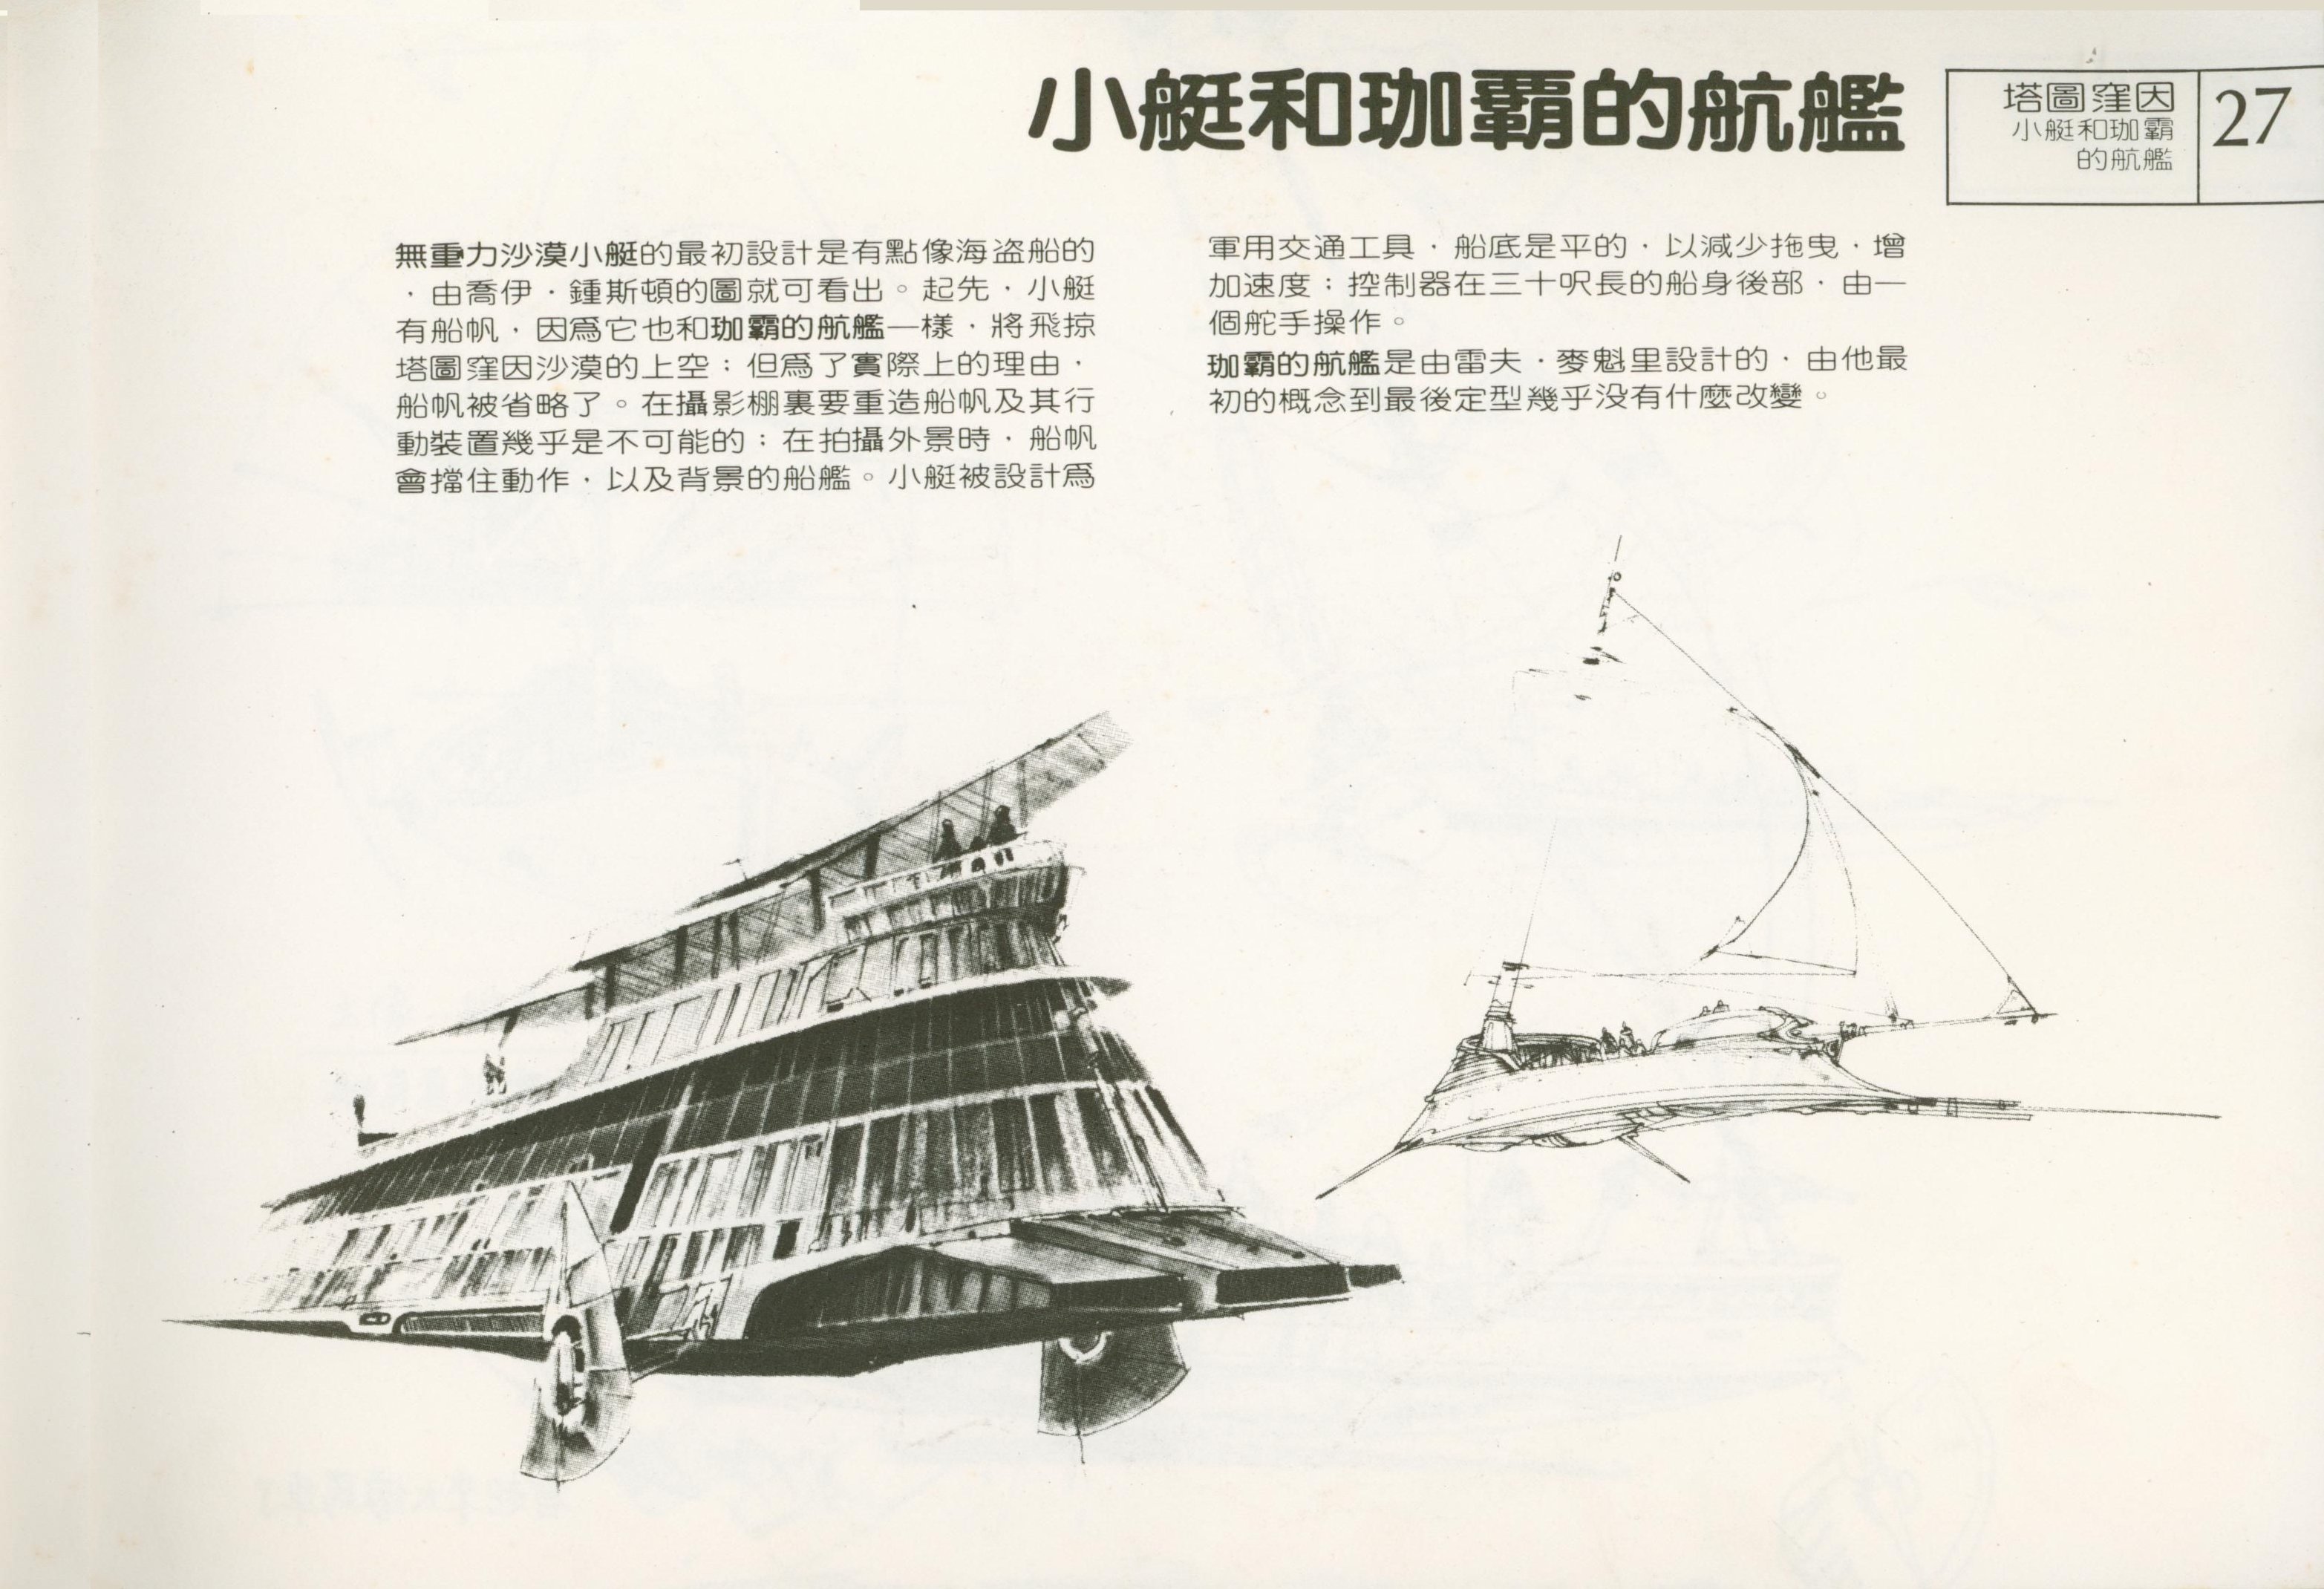 小艇和珈霸的航艦
塔圖窪因
小艇和珈霸
的航艦
27
無重力沙漠小艇的最初設計是有點像海盗船的
，由喬伊・鍾斯頓的圖就可看出。起先，小艇
有船帆，因爲它也和珈霸的航艦一樣，將飛掠
塔圖窪因沙漠的上空；但爲了實際上的理由，
船帆被省略了。在攝影棚裏要重造船帆及其行
動裝置幾乎是不可能的；在拍攝外景時，船帆
會擋住動作，以及背景的船艦。小艇被設計爲
軍用交通工具，船底是平的，以減少拖曳，增
加速度；控制器在三十呎長的船身後部，由一
個舵手操作。
珈霸的航艦是由雷夫・麥魁里設計的，由他最
初的概念到最後定型幾乎没有什麼改變。